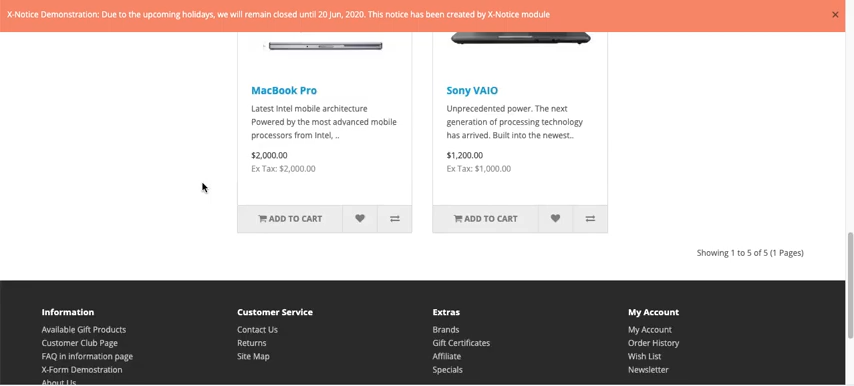 X-Notice Demonstration: Due to the upcoming holidays, we will remain closed until 20 Jun, 2020. This notice has been created by X-Notice module
MacBook Pro
Latest Intel mobile architecture
Powered by the most advanced mobile
processors from Intel, ..
$2,000.00
Ex Tax: $2,000.00
ADD TO CART
Sony VAIO
Unprecedented power. The next
generation of processing technology
has arrived. Built into the newest..
$1,200.00
Ex Tax: $1,000.00
ADD TO CART
Showing 1 to 5 of 5 (1 Pages)
Information
Available Gift Products
Customer Club Page
FAQ in information page
X-Form Demostration
About Us
Customer Service
Contact Us
Returns
Site Map
Extras
Brands
Gift Certificates
Affiliate
Specials
My Account
My Account
Order History
Wish List
Newsletter